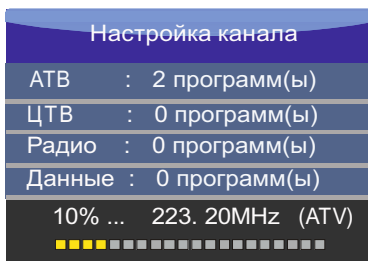 Настройка канала
АТВ : 2 программ(ы)
ЦТВ : 0 программ(ы)
Радио : 0 программ(ы)
Данные : 0 программ(ы)
10% ... 223. 20MHz (ATV)